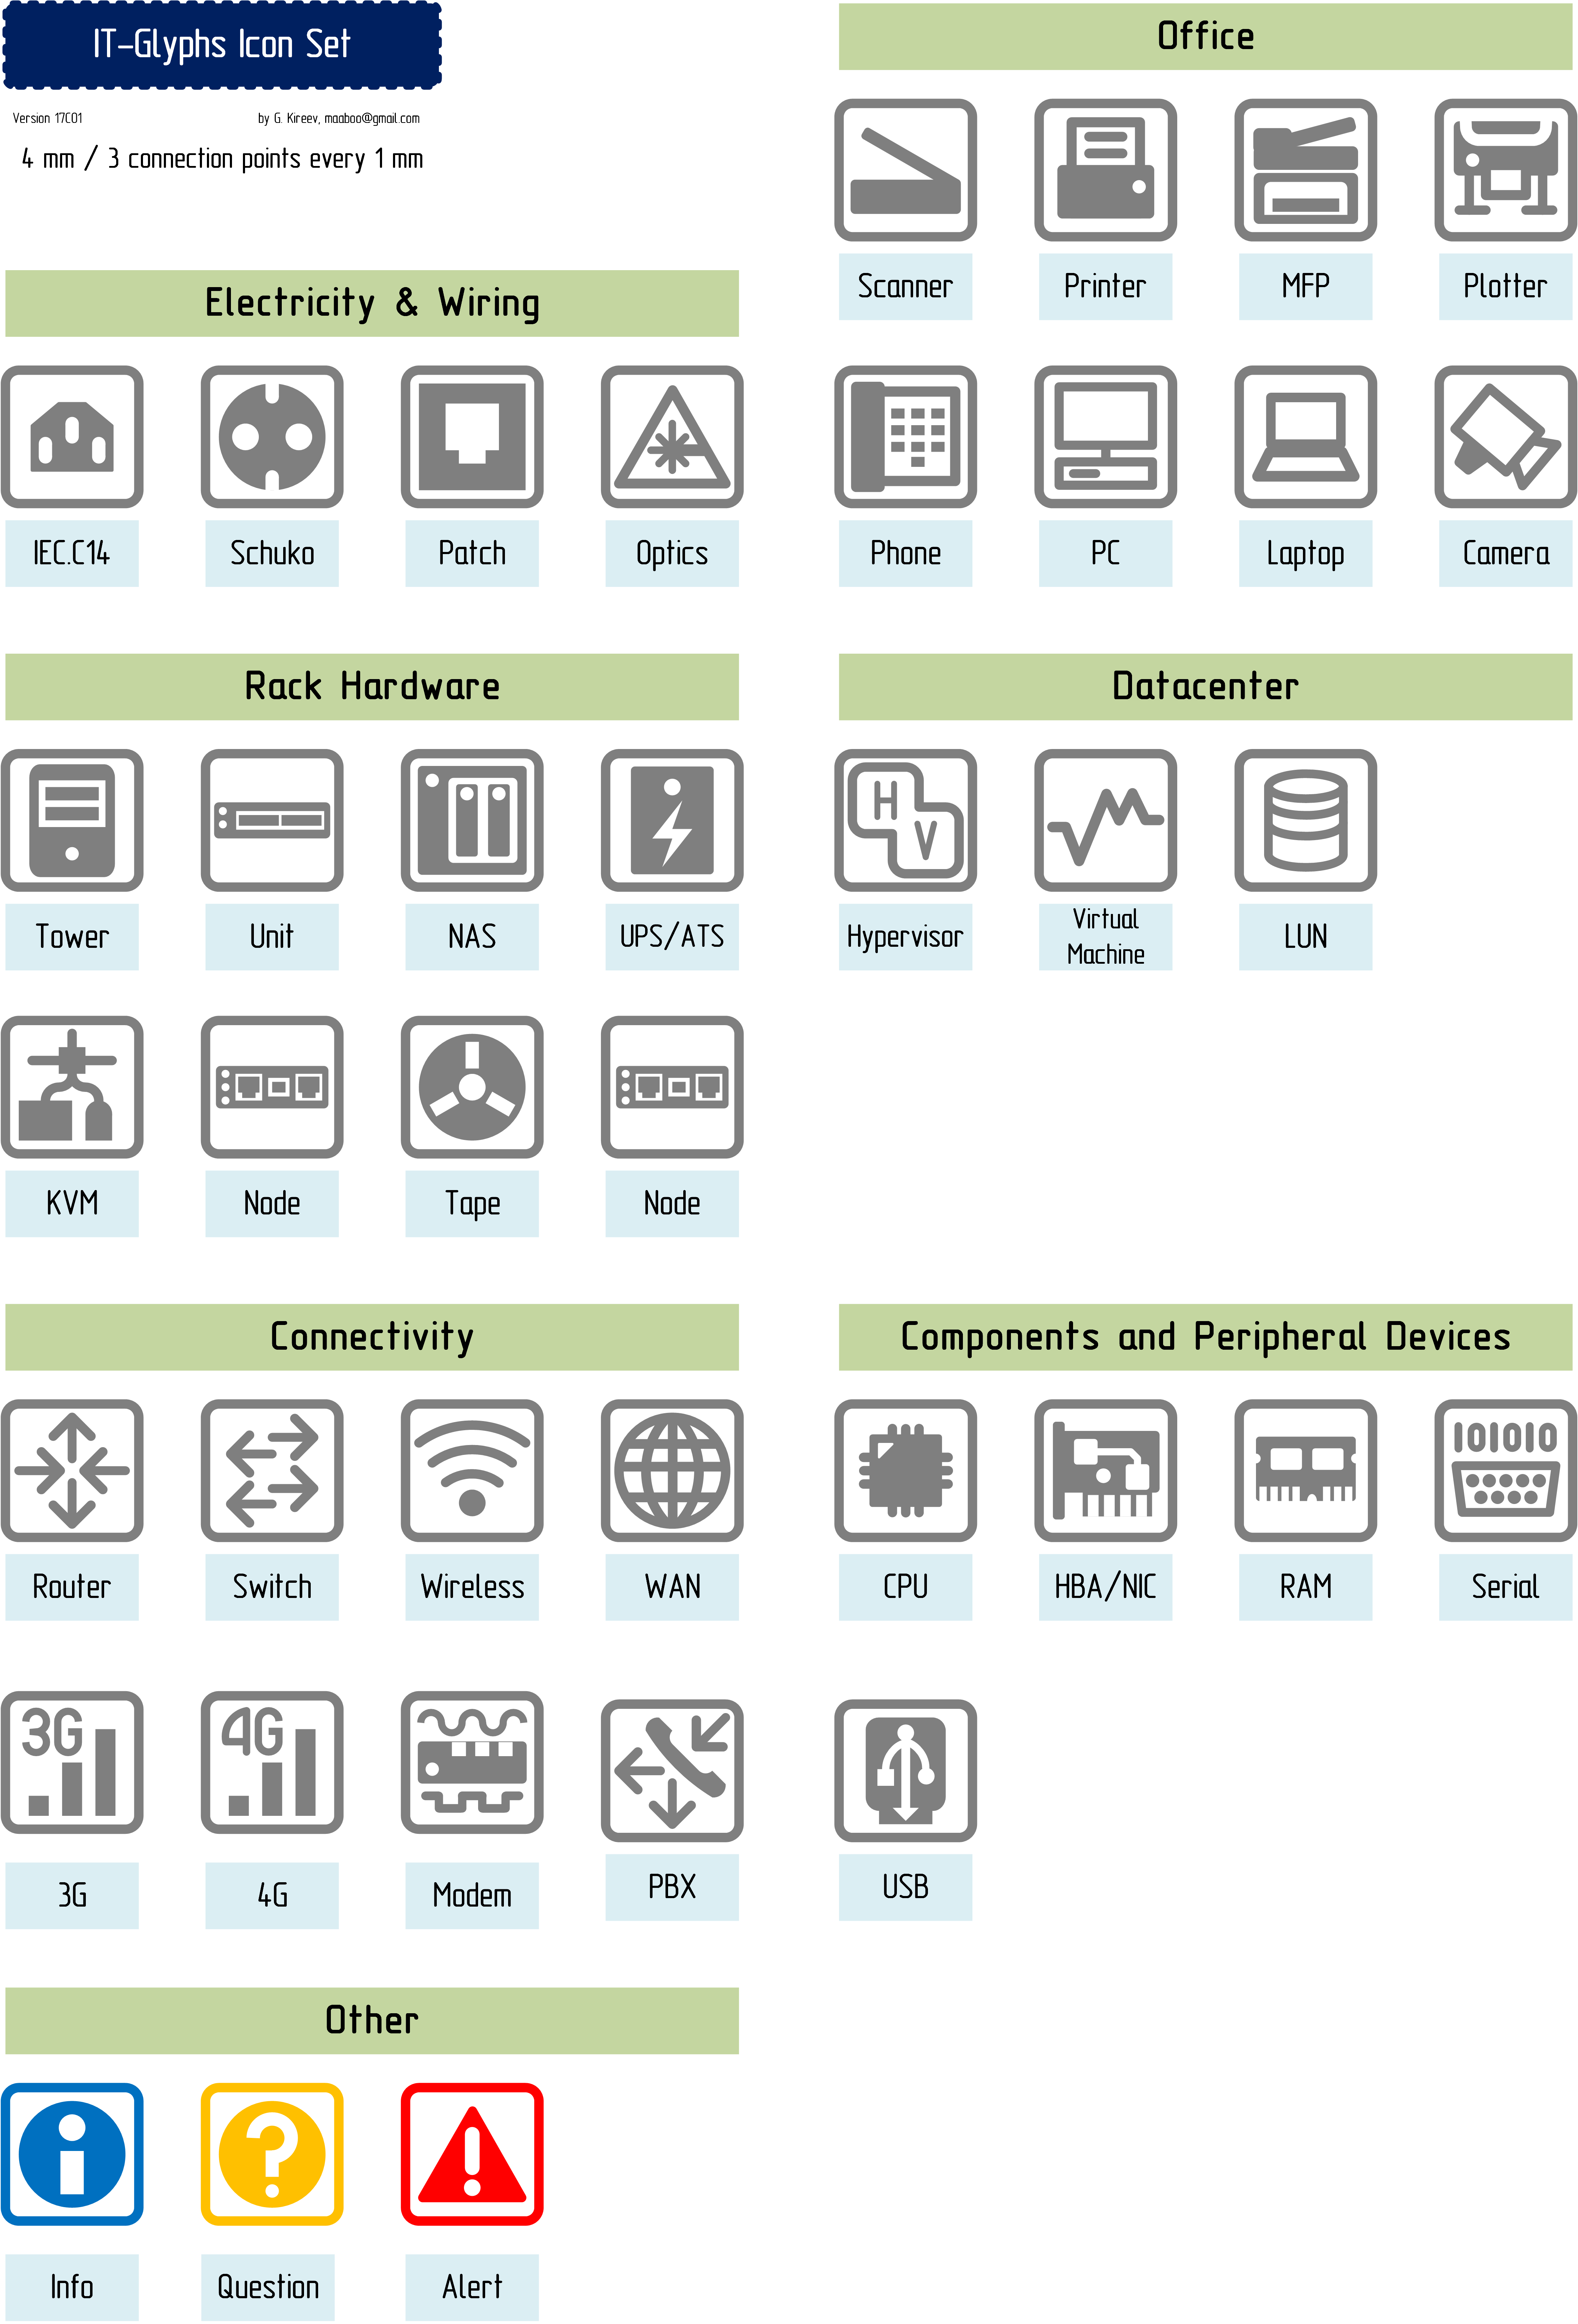 IT-Glyphs Icon Set
Version 17C01
by G. Kireev, maaboo@gmail.com
4 mm / 3 connection points every 1 mm
Office
Scanner
Printer
MFP
Plotter
Electricity & Wiring
IEC.C14
Schuko
Patch
Optics
Phone
PC
Laptop
Camera
Rack Hardware
Tower
Unit
NAS
UPS/ATS
KVM
Node
Tape
Node
Datacenter
H
V
Hypervisor
Virtual
Machine
LUN
Connectivity
Router
Switch
Wireless
WAN
3G
4G
3G
4G
Modem
PBX
Components and Peripheral Devices
101010
CPU
HBA/NIC
RAM
Serial
USB
Other
i
?
!
Info
Question
Alert